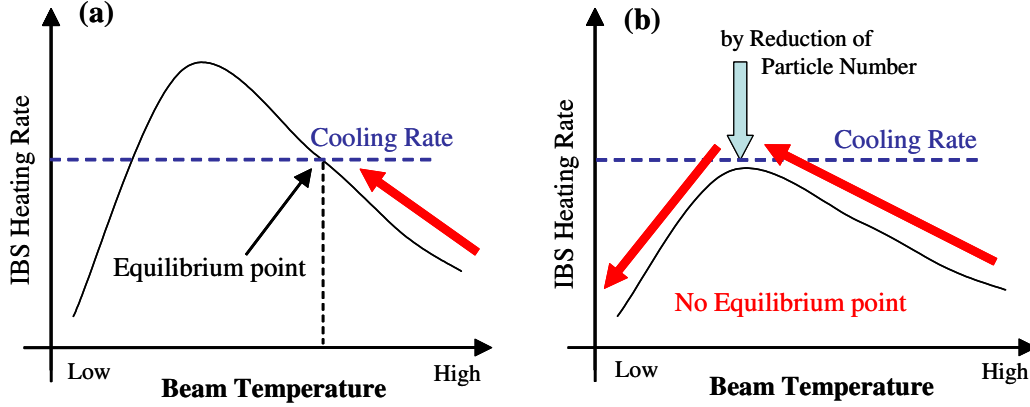 (a)
IBS Heating Rate
Cooling Rate
Equilibrium point
Low
High
Beam Temperature
(b)
by Reduction of
Particle Number
IBS Heating Rate
Cooling Rate
No Equilibrium point
Low
High
Beam Temperature